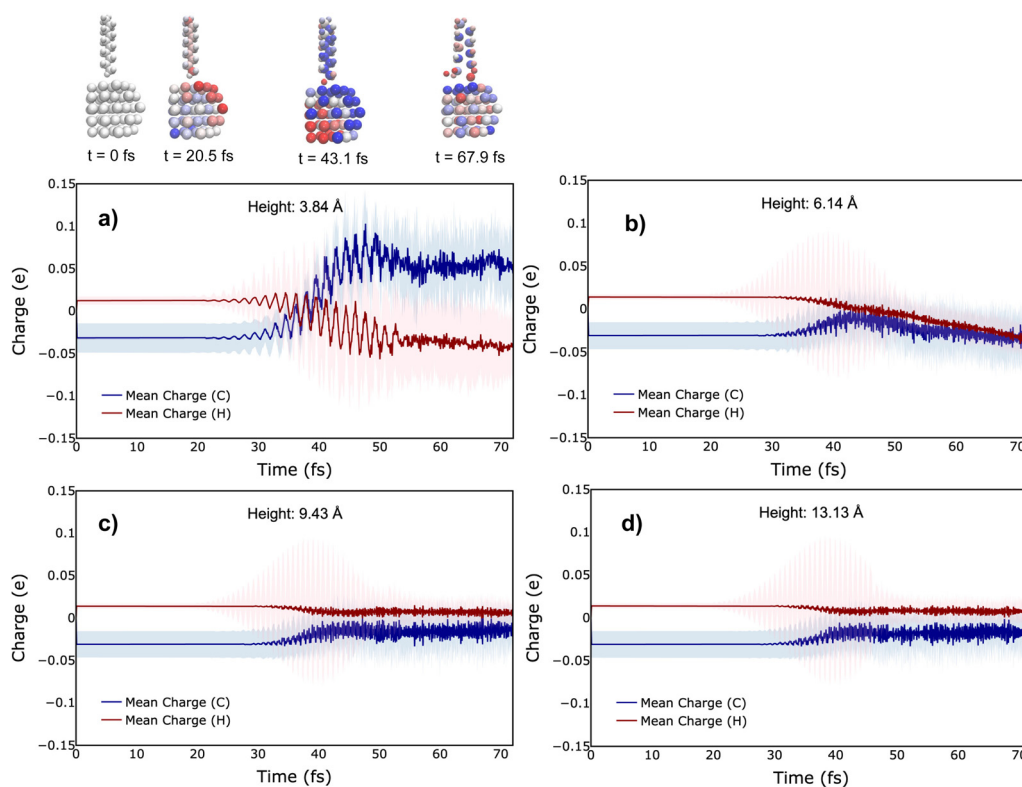 t = 0 fs
t = 20.5 fs
t = 43.1 fs
t = 67.9 fs
a)
Height: 3.84 Å
0.15
0.1
0.05
0
−0.05
−0.1
−0.15
Charge (e)
Mean Charge (C)
Mean Charge (H)
0 10 20 30 40 50 60 70
Time (fs)
b)
Height: 6.14 Å
0.15
0.1
0.05
0
−0.05
−0.1
−0.15
Charge (e)
Mean Charge (C)
Mean Charge (H)
0 10 20 30 40 50 60 70
Time (fs)
c)
Height: 9.43 Å
0.15
0.1
0.05
0
−0.05
−0.1
−0.15
Charge (e)
Mean Charge (C)
Mean Charge (H)
0 10 20 30 40 50 60 70
Time (fs)
d)
Height: 13.13 Å
0.15
0.1
0.05
0
−0.05
−0.1
−0.15
Charge (e)
Mean Charge (C)
Mean Charge (H)
0 10 20 30 40 50 60 70
Time (fs)